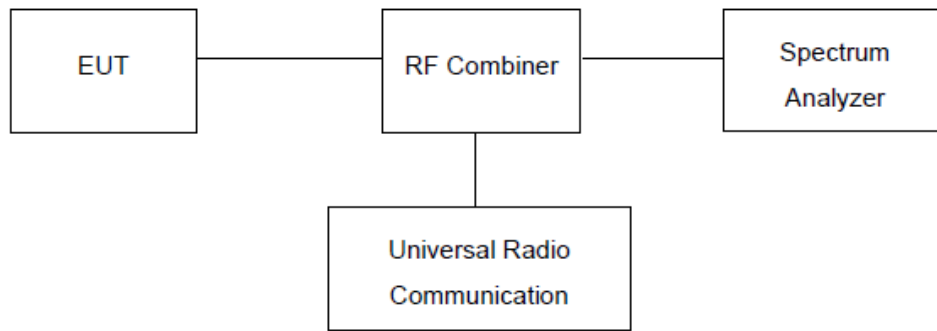 EUT
RF Combiner
Spectrum
Analyzer
Universal Radio
Communication